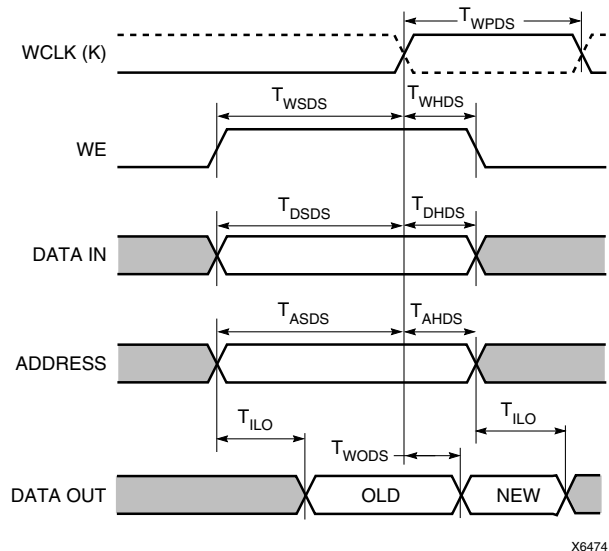 TWPDS
WCLK (K)
TWSDS TWHDS
WE
TDSDS TDHDS
DATA IN
TASDS TAHDS
ADDRESS
TILO TILO
TWODS
DATA OUT OLD NEW
X6474